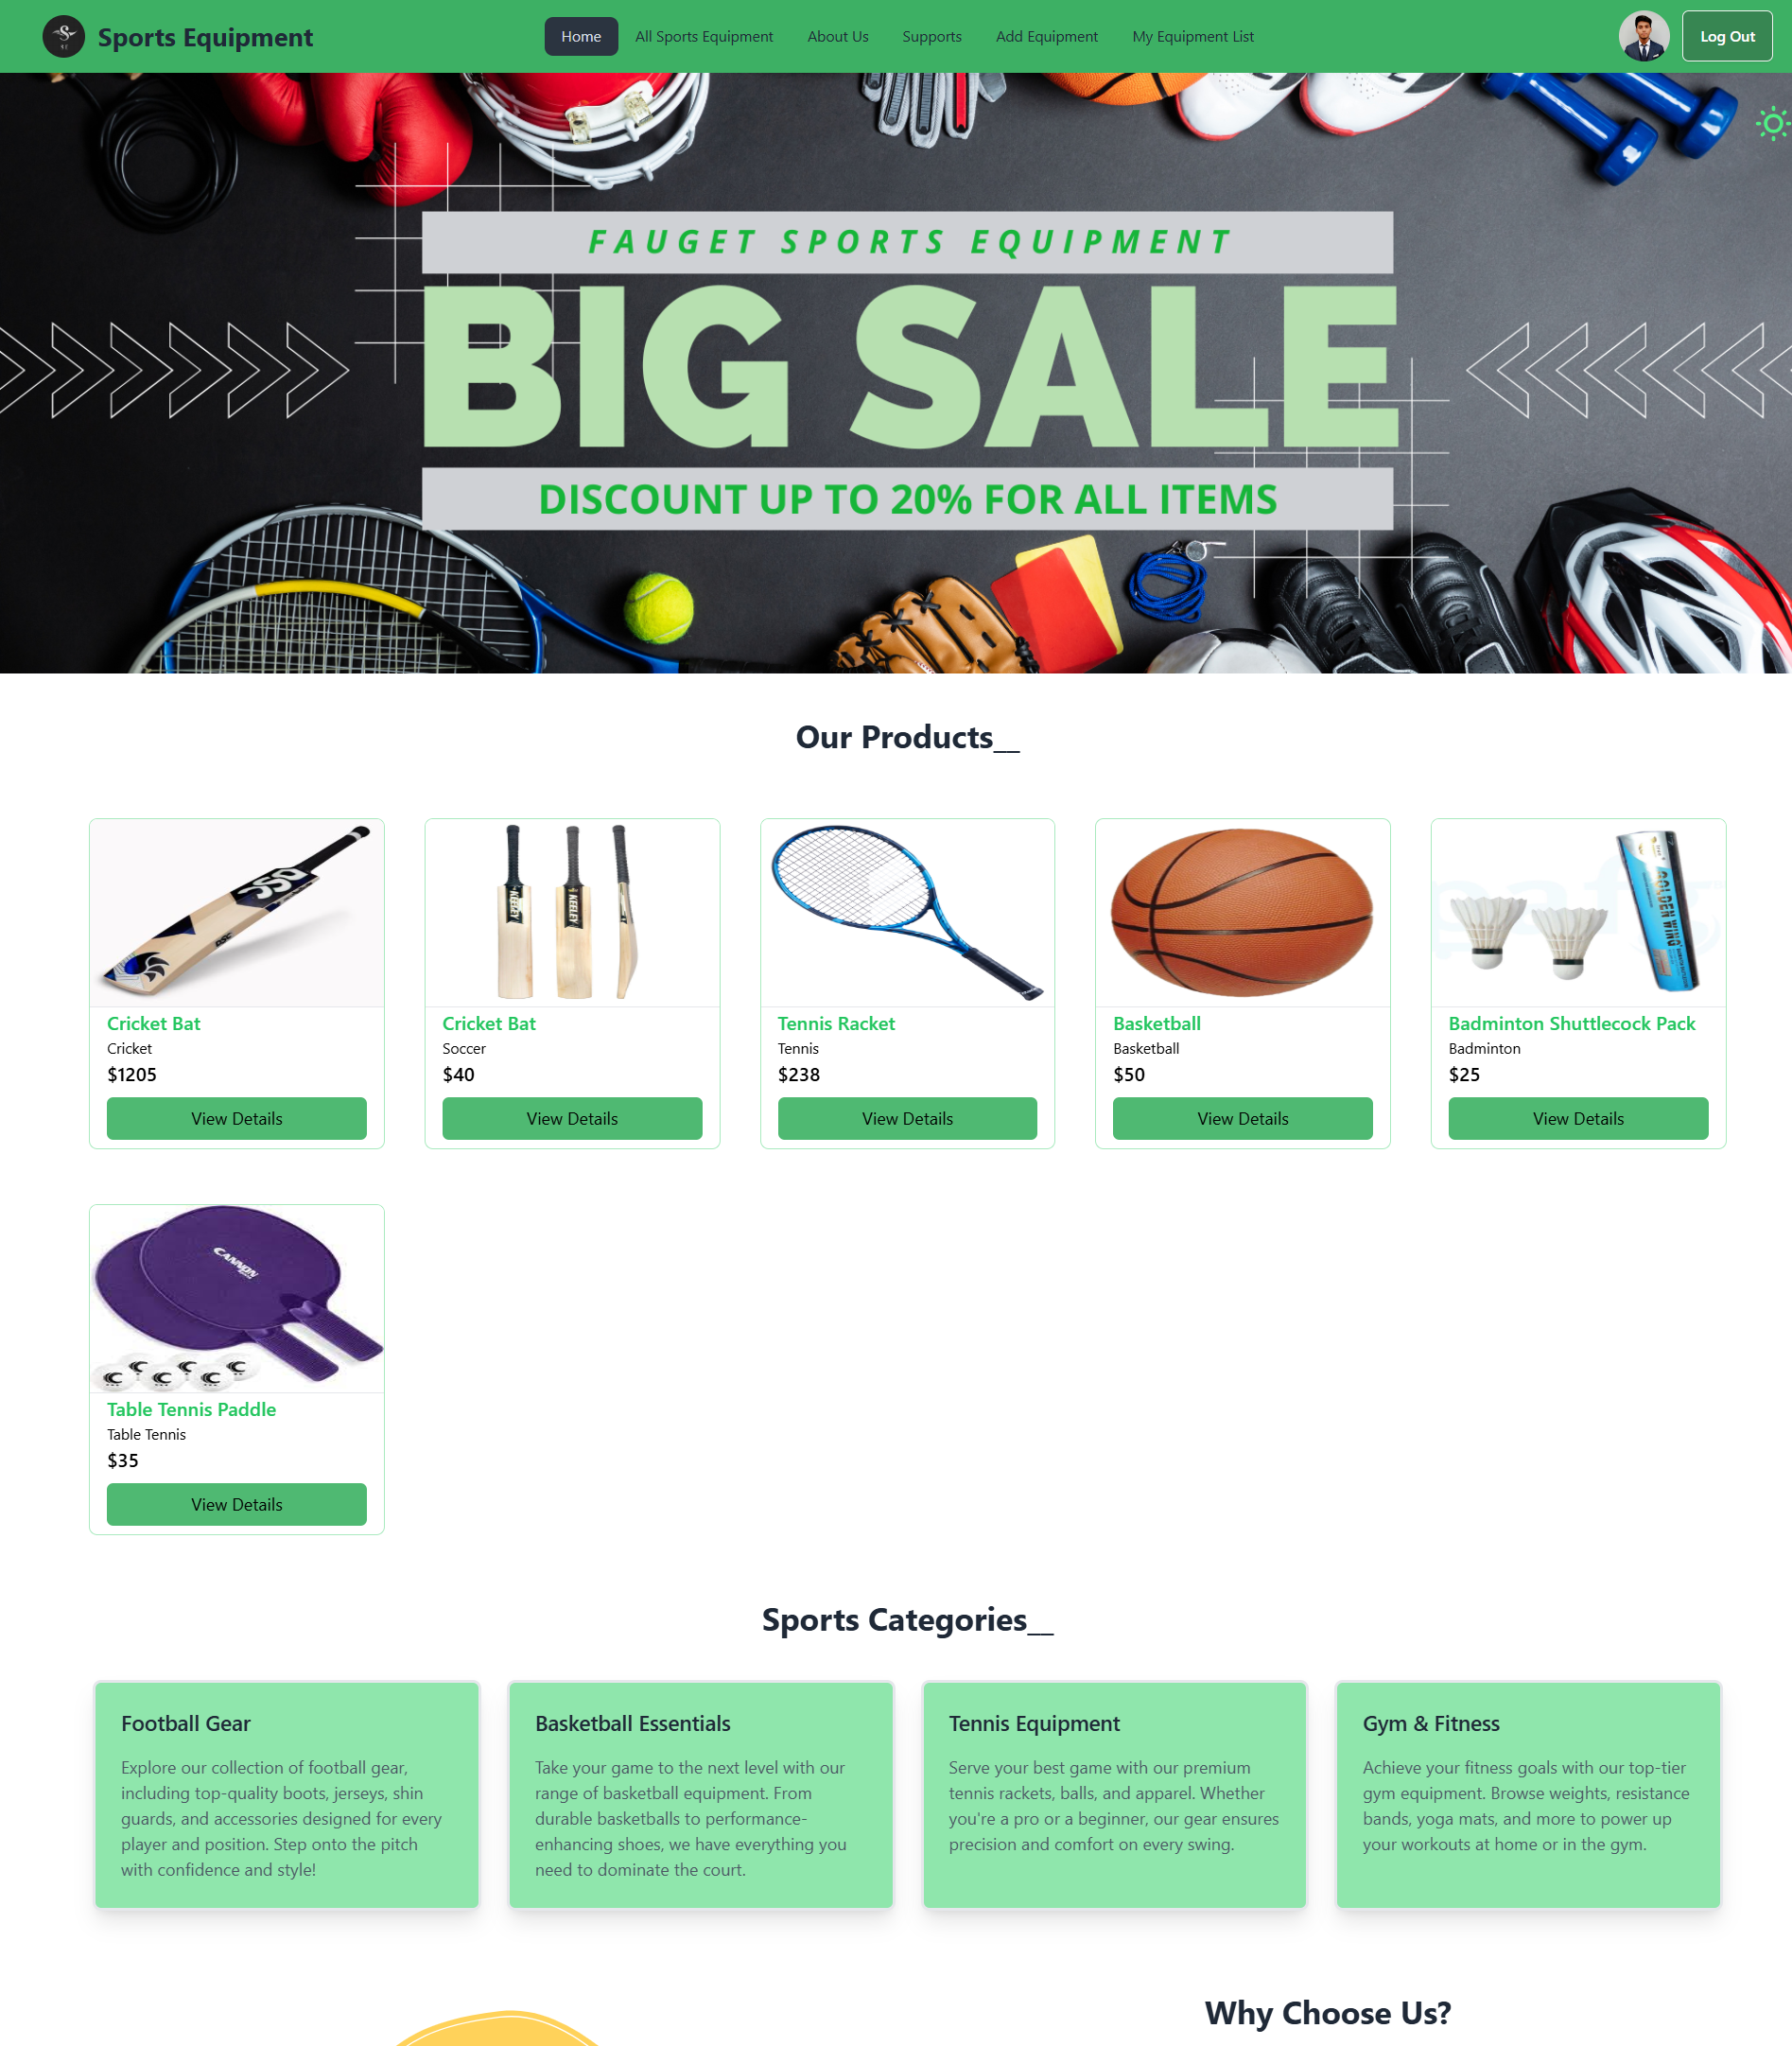 Sports Equipment
Home
All Sports Equipment
About Us
Supports
Add Equipment
My Equipment List
Log Out
FAUGET SPORTS EQUIPMENT
BIG SALE
DISCOUNT UP TO 20% FOR ALL ITEMS
Our Products__
DSC
DSC
Cricket Bat
Cricket
$1205
View Details
KEELEY
KEELEY
Cricket Bat
Soccer
$40
View Details
Tennis Racket
Tennis
$238
View Details
Basketball
Basketball
$50
View Details
GOLDEN WING
Badminton Shuttlecock Pack
Badminton
$25
View Details
CANNON
Table Tennis Paddle
Table Tennis
$35
View Details
Sports Categories__
Football Gear
Explore our collection of football gear,
including top-quality boots, jerseys, shin
guards, and accessories designed for every
player and position. Step onto the pitch
with confidence and style!
Basketball Essentials
Take your game to the next level with our
range of basketball equipment. From
durable basketballs to performance-
enhancing shoes, we have everything you
need to dominate the court.
Tennis Equipment
Serve your best game with our premium
tennis rackets, balls, and apparel. Whether
you're a pro or a beginner, our gear ensures
precision and comfort on every swing.
Gym & Fitness
Achieve your fitness goals with our top-tier
gym equipment. Browse weights, resistance
bands, yoga mats, and more to power up
your workouts at home or in the gym.
Why Choose Us?